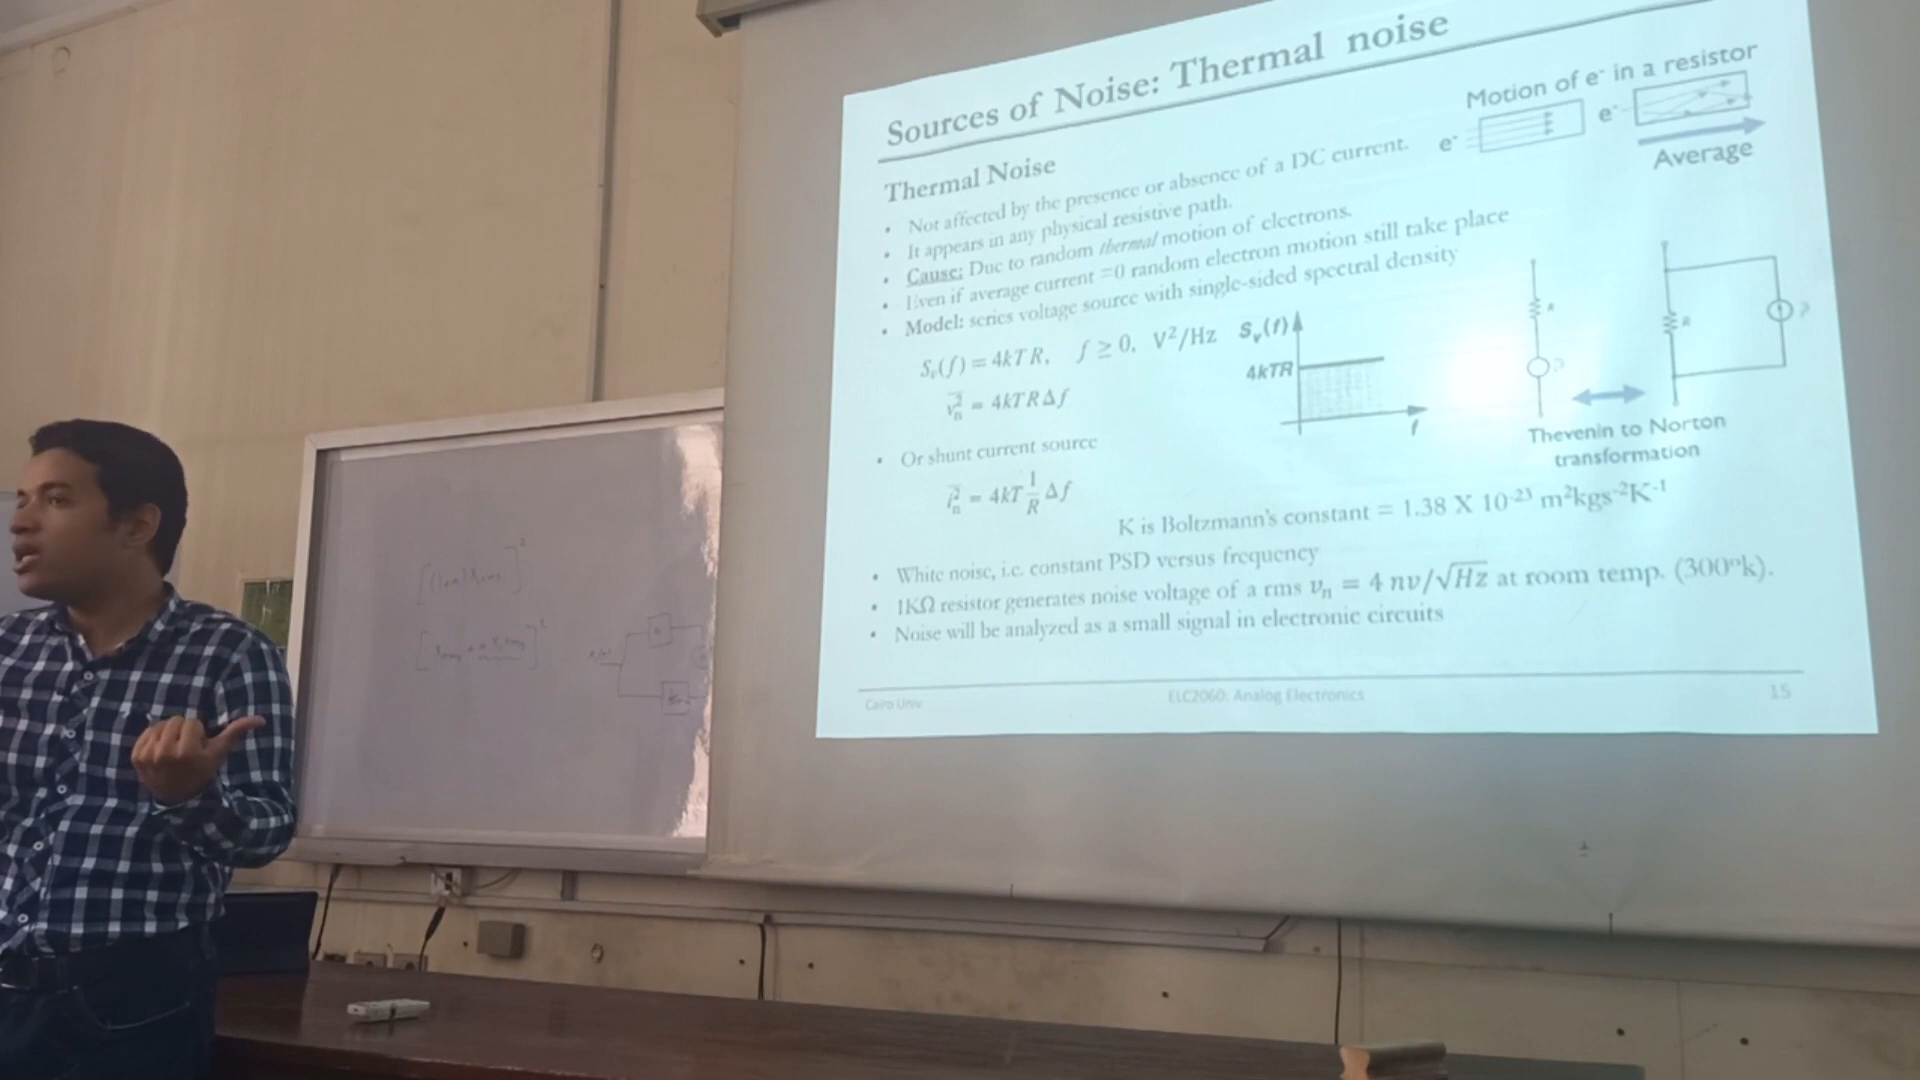 Sources of Noise: Thermal noise
Motion of e⁻ in a resistor
e⁻
e⁻
Average
Thermal Noise
• Not affected by the presence or absence of a DC current.
• It appears in any physical resistive path.
• Cause: Due to random thermal motion of electrons.
• Even if average current =0 random electron motion still take place
• Model: series voltage source with single-sided spectral density
Sᵥ(f) = 4kTR, f ≥ 0, V²/Hz
Sᵥ(f)
4kTR
f
v̅ₙ² = 4kTRΔf
R
R
Thevenin to Norton
transformation
• Or shunt current source
i̅ₙ² = 4kT 1/R Δf
K is Boltzmann's constant = 1.38 X 10⁻²³ m²kgs⁻²K⁻¹
• White noise, i.e. constant PSD versus frequency
• 1KΩ resistor generates noise voltage of a rms vₙ = 4 nv/√Hz at room temp. (300ᵒk).
• Noise will be analyzed as a small signal in electronic circuits
Cairo Univ.
ELC2060: Analog Electronics
15